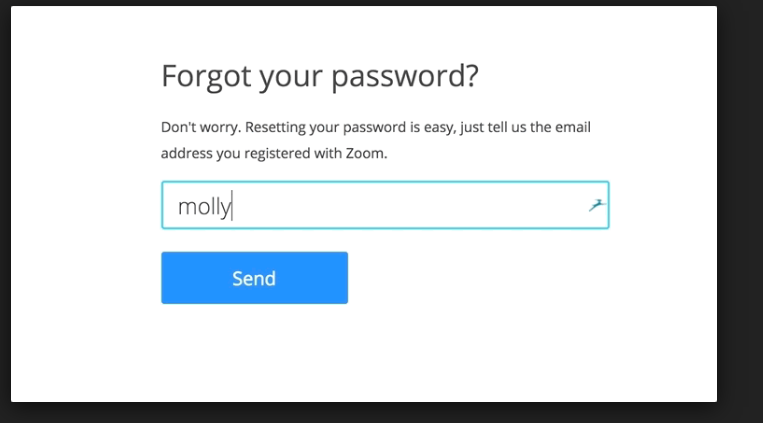 Forgot your password?
Don't worry. Resetting your password is easy, just tell us the email
address you registered with Zoom.
molly
Send